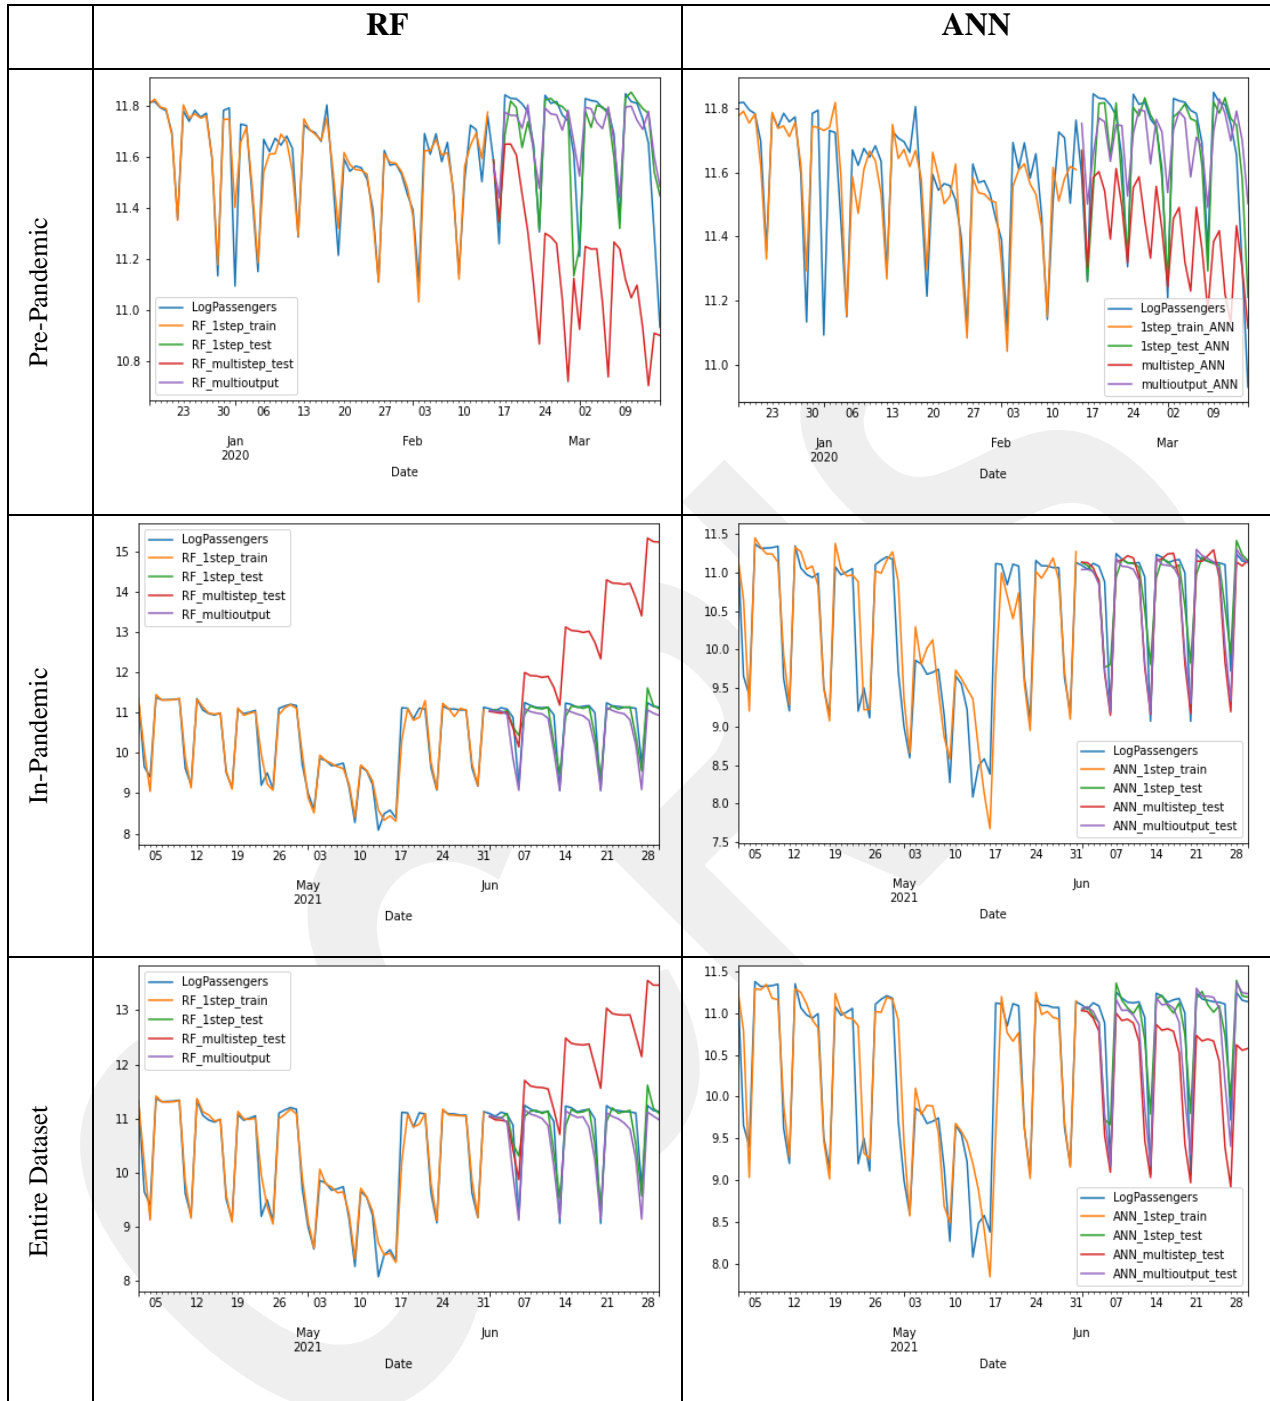 RF
ANN
Pre-Pandemic
11.8
11.6
11.4
11.2
11.0
10.8
LogPassengers
RF_1step_train
RF_1step_test
RF_multistep_test
RF_multioutput
23 30 06 13 20 27 03 10 17 24 02 09
Jan Feb Mar
2020
Date
11.8
11.6
11.4
11.2
11.0
LogPassengers
1step_train_ANN
1step_test_ANN
multistep_ANN
multioutput_ANN
23 30 06 13 20 27 03 10 17 24 02 09
Jan Feb Mar
2020
Date
In-Pandemic
15
14
13
12
11
10
9
8
LogPassengers
RF_1step_train
RF_1step_test
RF_multistep_test
RF_multioutput
05 12 19 26 03 10 17 24 31 07 14 21 28
May Jun
2021
Date
11.5
11.0
10.5
10.0
9.5
9.0
8.5
8.0
7.5
LogPassengers
ANN_1step_train
ANN_1step_test
ANN_multistep_test
ANN_multioutput_test
05 12 19 26 03 10 17 24 31 07 14 21 28
May Jun
2021
Date
Entire Dataset
13
12
11
10
9
8
LogPassengers
RF_1step_train
RF_1step_test
RF_multistep_test
RF_multioutput
05 12 19 26 03 10 17 24 31 07 14 21 28
May Jun
2021
Date
11.5
11.0
10.5
10.0
9.5
9.0
8.5
8.0
LogPassengers
ANN_1step_train
ANN_1step_test
ANN_multistep_test
ANN_multioutput_test
05 12 19 26 03 10 17 24 31 07 14 21 28
May Jun
2021
Date